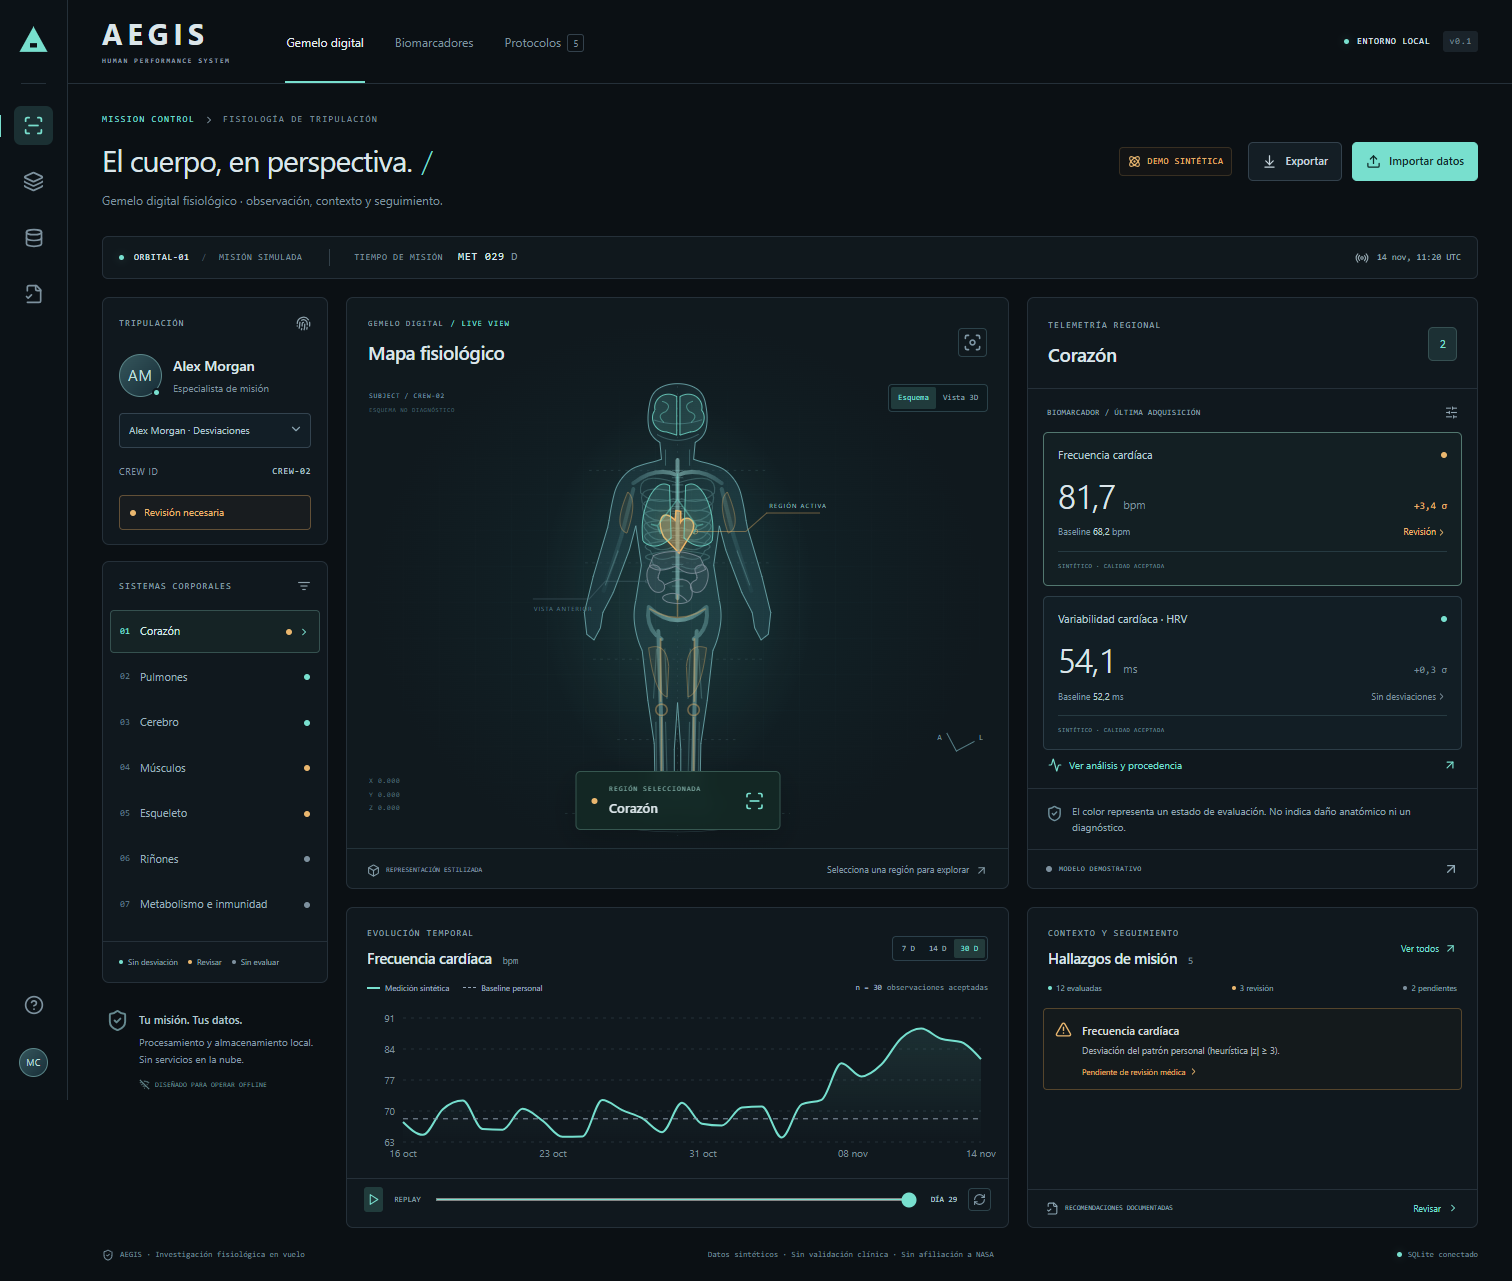 AEGIS
HUMAN PERFORMANCE SYSTEM
Gemelo digital
Biomarcadores
Protocolos 5
ENTORNO LOCAL
v0.1
MISSION CONTROL > FISIOLOGÍA DE TRIPULACIÓN
El cuerpo, en perspectiva. /
Gemelo digital fisiológico · observación, contexto y seguimiento.
DEMO SINTÉTICA
Exportar
Importar datos
ORBITAL-01 / MISIÓN SIMULADA
TIEMPO DE MISIÓN MET 029 D
14 nov, 11:20 UTC
TRIPULACIÓN
AM
Alex Morgan
Especialista de misión
Alex Morgan · Desviaciones
CREW ID CREW-02
Revisión necesaria
SISTEMAS CORPORALES
01 Corazón
02 Pulmones
03 Cerebro
04 Músculos
05 Esqueleto
06 Riñones
07 Metabolismo e inmunidad
Sin desviación Revisar Sin evaluar
Tu misión. Tus datos.
Procesamiento y almacenamiento local.
Sin servicios en la nube.
DISEÑADO PARA OPERAR OFFLINE
MC
GEMELO DIGITAL / LIVE VIEW
Mapa fisiológico
SUBJECT / CREW-02
ESQUEMA NO DIAGNÓSTICO
Esquema Vista 3D
REGIÓN ACTIVA
VISTA ANTERIOR
A L
X 0.000
Y 0.000
Z 0.000
REGIÓN SELECCIONADA
Corazón
REPRESENTACIÓN ESTILIZADA
Selecciona una región para explorar
TELEMETRÍA REGIONAL
Corazón
2
BIOMARCADOR / ÚLTIMA ADQUISICIÓN
Frecuencia cardíaca
81,7 bpm
+3,4 σ
Baseline 68,2 bpm
Revisión
SINTÉTICO · CALIDAD ACEPTADA
Variabilidad cardíaca · HRV
54,1 ms
+0,3 σ
Baseline 52,2 ms
Sin desviaciones
SINTÉTICO · CALIDAD ACEPTADA
Ver análisis y procedencia
El color representa un estado de evaluación. No indica daño anatómico ni un
diagnóstico.
MODELO DEMOSTRATIVO
EVOLUCIÓN TEMPORAL
Frecuencia cardíaca bpm
7 D 14 D 30 D
Medición sintética Baseline personal
n = 30 observaciones aceptadas
91
84
77
70
63
16 oct 23 oct 31 oct 08 nov 14 nov
REPLAY
DÍA 29
CONTEXTO Y SEGUIMIENTO
Hallazgos de misión 5
Ver todos
12 evaluadas 3 revisión 2 pendientes
Frecuencia cardíaca
Desviación del patrón personal (heurística |z| ≥ 3).
Pendiente de revisión médica
RECOMENDACIONES DOCUMENTADAS
Revisar
AEGIS · Investigación fisiológica en vuelo
Datos sintéticos · Sin validación clínica · Sin afiliación a NASA
SQLite conectado